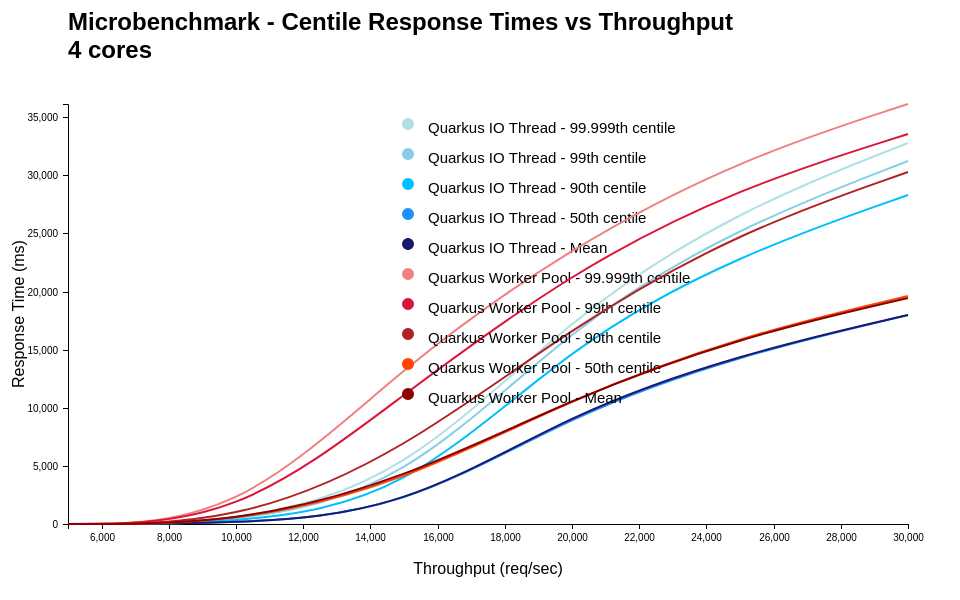 Microbenchmark - Centile Response Times vs Throughput
4 cores
35,000
30,000
25,000
20,000
15,000
10,000
5,000
0
Response Time (ms)
Quarkus IO Thread - 99.999th centile
Quarkus IO Thread - 99th centile
Quarkus IO Thread - 90th centile
Quarkus IO Thread - 50th centile
Quarkus IO Thread - Mean
Quarkus Worker Pool - 99.999th centile
Quarkus Worker Pool - 99th centile
Quarkus Worker Pool - 90th centile
Quarkus Worker Pool - 50th centile
Quarkus Worker Pool - Mean
6,000 8,000 10,000 12,000 14,000 16,000 18,000 20,000 22,000 24,000 26,000 28,000 30,000
Throughput (req/sec)